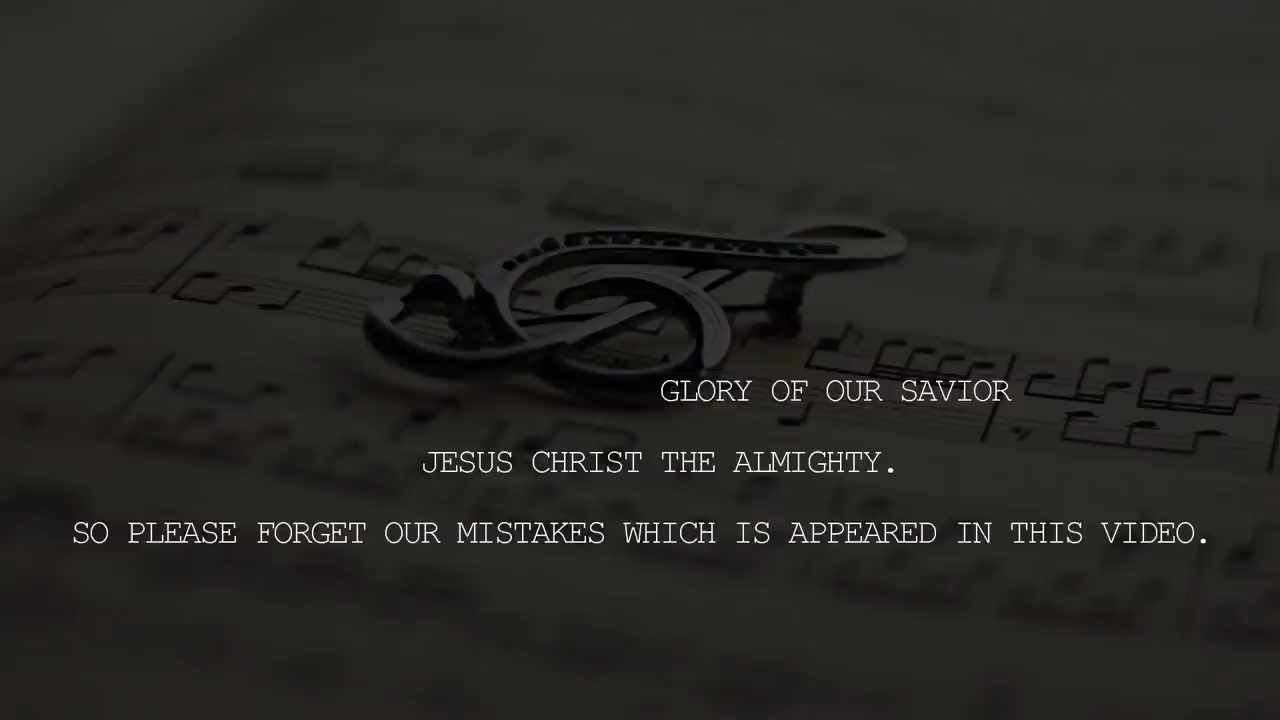 GLORY OF OUR SAVIOR
JESUS CHRIST THE ALMIGHTY.
SO PLEASE FORGET OUR MISTAKES WHICH IS APPEARED IN THIS VIDEO.